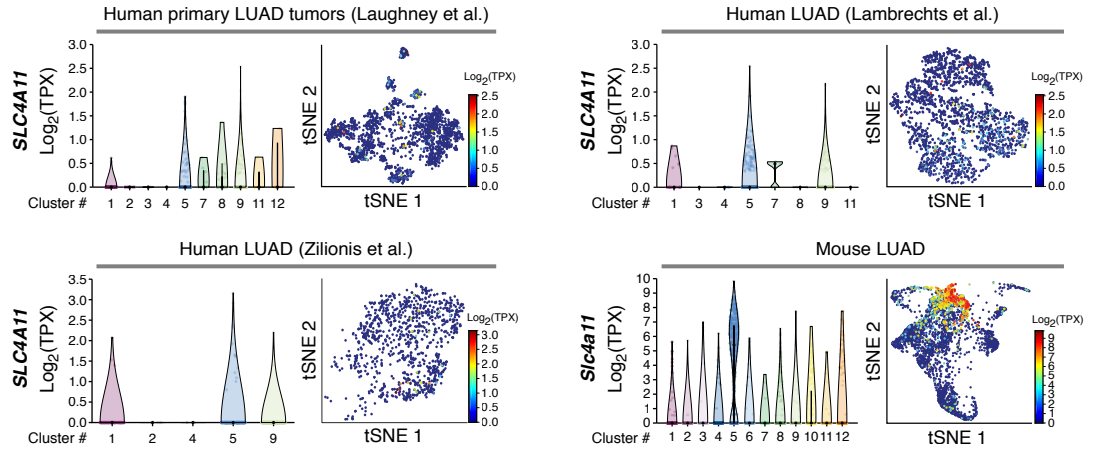 Human primary LUAD tumors (Laughney et al.)
SLC4A11
Log2(TPX)
3.0
2.5
2.0
1.5
1.0
0.5
0.0
Cluster # 1 2 3 4 5 7 8 9 11 12
tSNE 2
tSNE 1
Log2(TPX)
2.5
2.0
1.5
1.0
0.5
0.0
Human LUAD (Lambrechts et al.)
SLC4A11
Log2(TPX)
3.0
2.5
2.0
1.5
1.0
0.5
0.0
Cluster # 1 3 4 5 7 8 9 11
tSNE 2
tSNE 1
Log2(TPX)
2.5
2.0
1.5
1.0
0.5
0.0
Human LUAD (Zilionis et al.)
SLC4A11
Log2(TPX)
3.5
3.0
2.5
2.0
1.5
1.0
0.5
0.0
Cluster # 1 2 4 5 9
tSNE 2
tSNE 1
Log2(TPX)
3.0
2.5
2.0
1.5
1.0
0.5
0.0
Mouse LUAD
Slc4a11
Log2(TPX)
10
9
8
7
6
5
4
3
2
1
0
Cluster # 1 2 3 4 5 6 7 8 9 10 11 12
tSNE 2
tSNE 1
Log2(TPX)
9
8
7
6
5
4
3
2
1
0